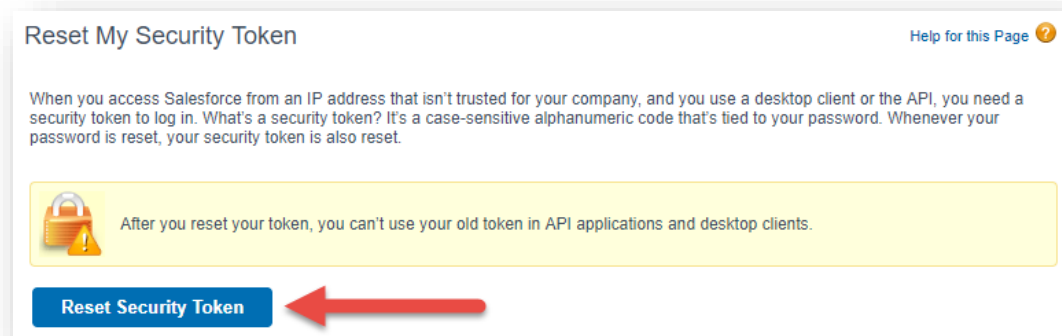 Reset My Security Token
Help for this Page ?
When you access Salesforce from an IP address that isn't trusted for your company, and you use a desktop client or the API, you need a
security token to log in. What's a security token? It's a case-sensitive alphanumeric code that's tied to your password. Whenever your
password is reset, your security token is also reset.
After you reset your token, you can't use your old token in API applications and desktop clients.
Reset Security Token